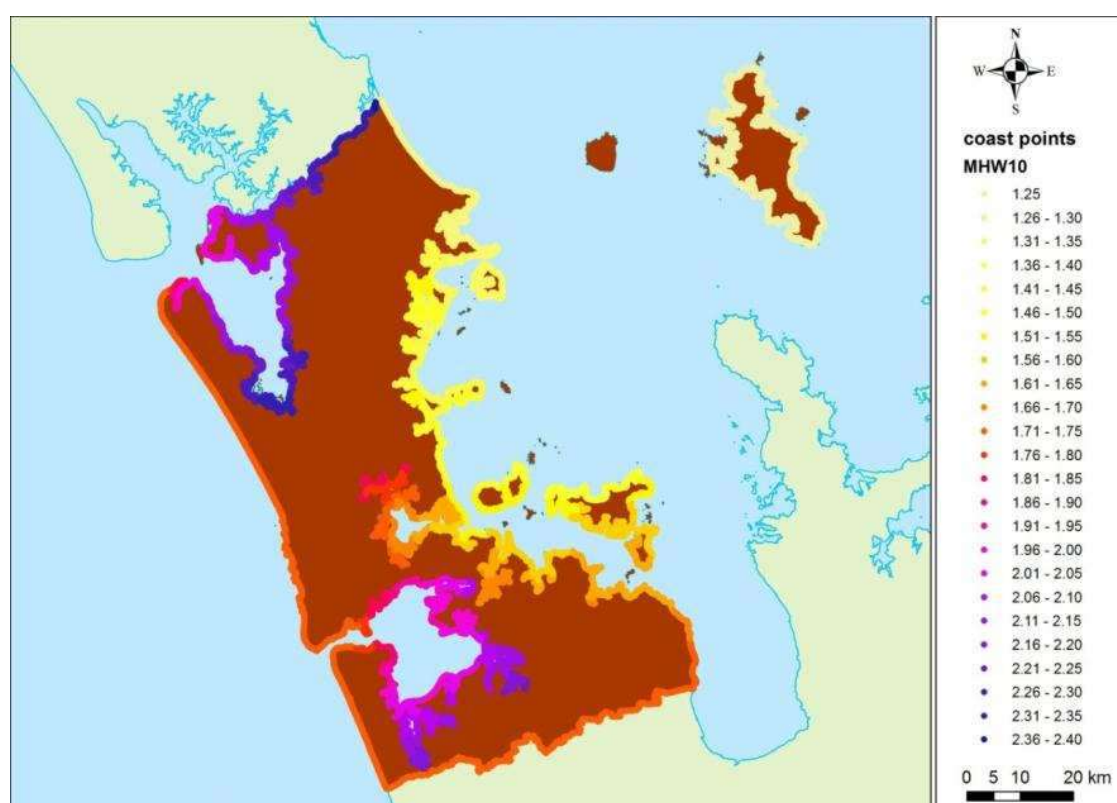 N
W E
S
coast points
MHW10
1.25
1.26 - 1.30
1.31 - 1.35
1.36 - 1.40
1.41 - 1.45
1.46 - 1.50
1.51 - 1.55
1.56 - 1.60
1.61 - 1.65
1.66 - 1.70
1.71 - 1.75
1.76 - 1.80
1.81 - 1.85
1.86 - 1.90
1.91 - 1.95
1.96 - 2.00
2.01 - 2.05
2.06 - 2.10
2.11 - 2.15
2.16 - 2.20
2.21 - 2.25
2.26 - 2.30
2.31 - 2.35
2.36 - 2.40
0 5 10 20 km